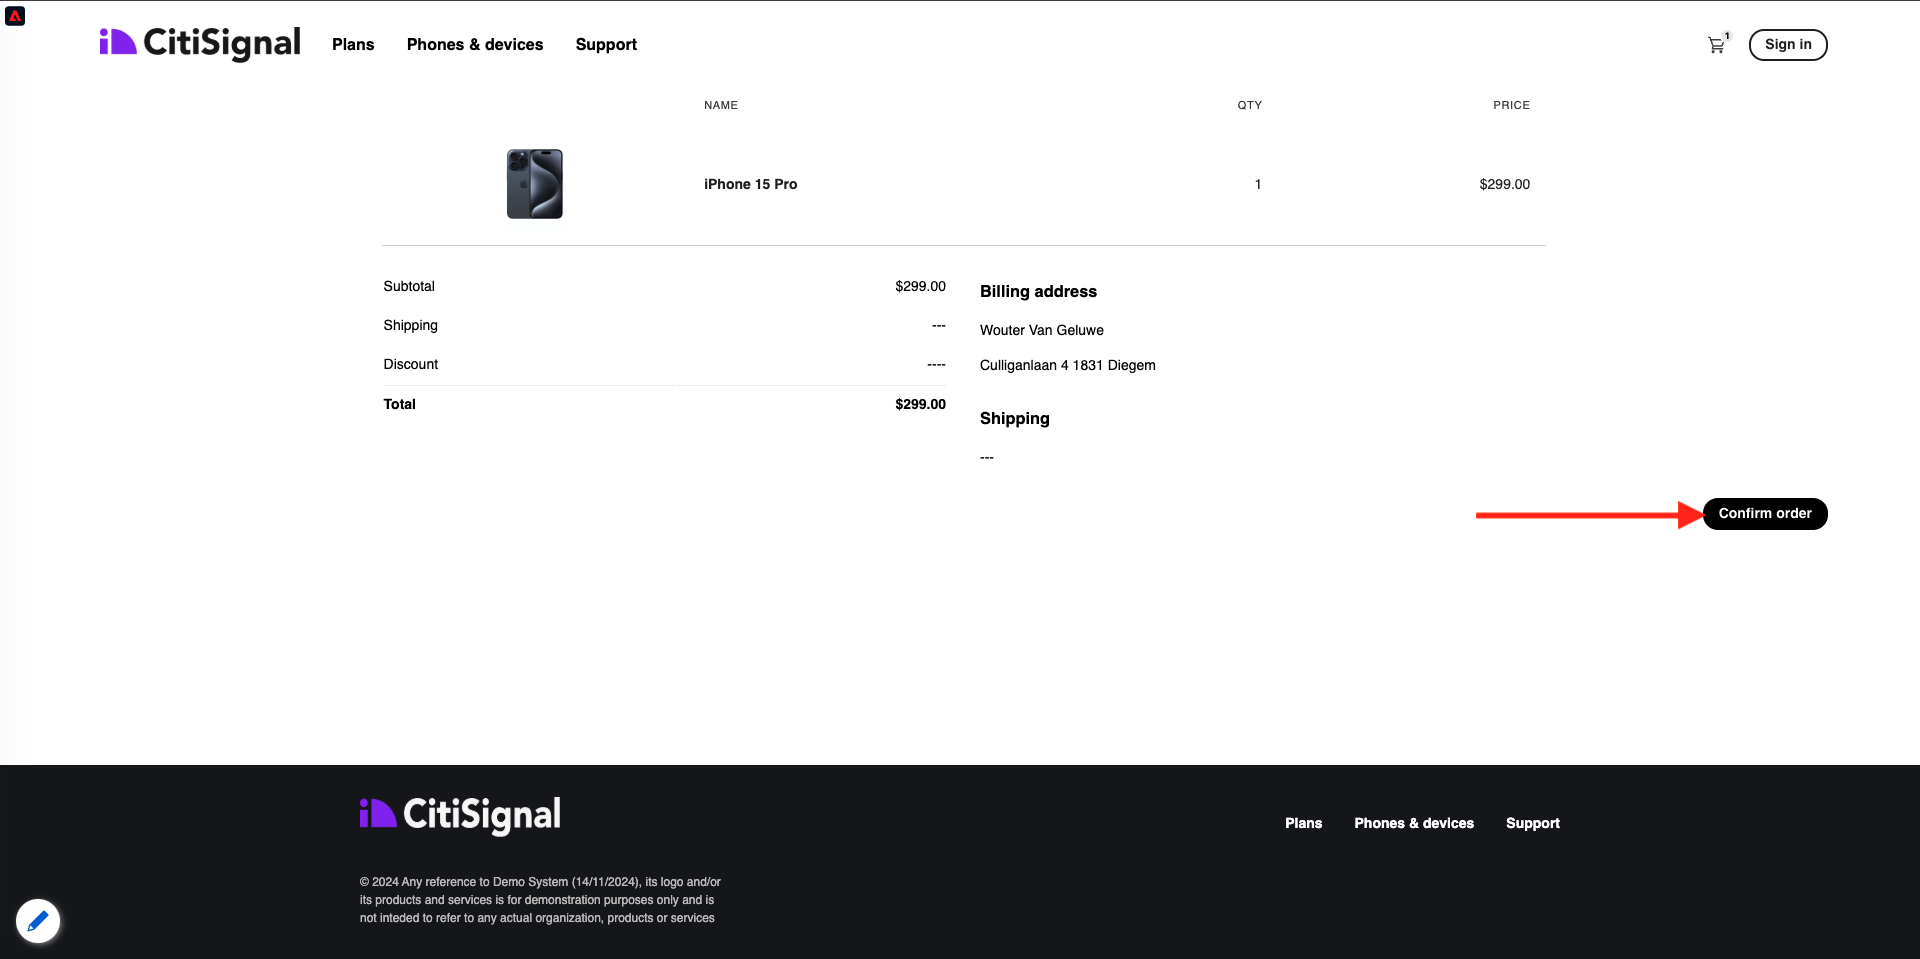 CitiSignal
Plans
Phones & devices
Support
1
Sign in
NAME
QTY
PRICE
iPhone 15 Pro
1
$299.00
Subtotal
$299.00
Shipping
---
Discount
----
Total
$299.00
Billing address
Wouter Van Geluwe
Culliganlaan 4 1831 Diegem
Shipping
---
Confirm order
CitiSignal
Plans
Phones & devices
Support
© 2024 Any reference to Demo System (14/11/2024), its logo and/or
its products and services is for demonstration purposes only and is
not inteded to refer to any actual organization, products or services